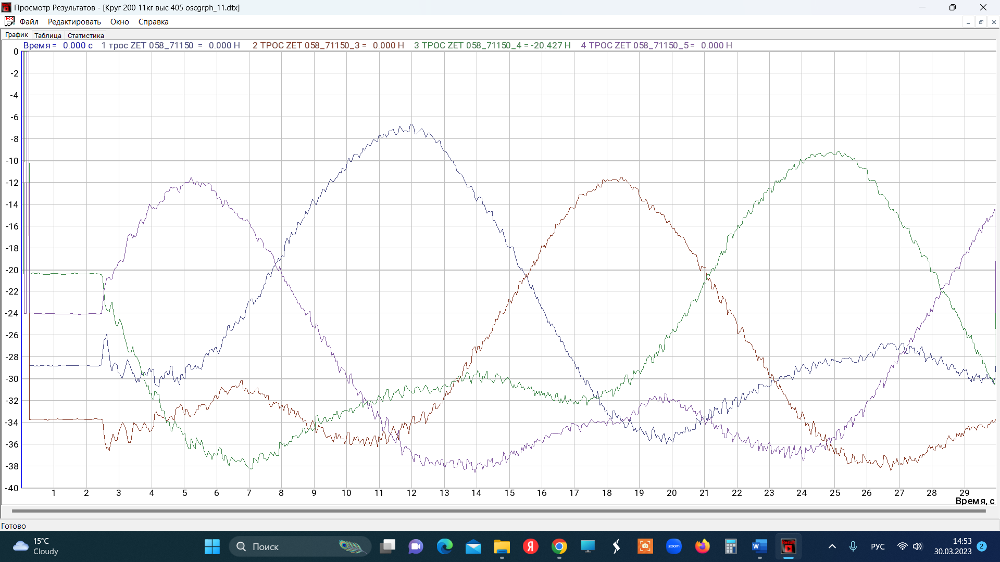 Просмотр Результатов - [Круг 200 11кг выс 405 oscgrph_11.dtx]
Файл Редактировать Окно Справка
График Таблица Статистика
Время = 0.000 с 1 трос ZET 058_71150 = 0.000 Н 2 ТРОС ZET 058_71150_3 = 0.000 Н 3 ТРОС ZET 058_71150_4 = -20.427 Н 4 ТРОС ZET 058_71150_5 = 0.000 Н
0
-2
-4
-6
-8
-10
-12
-14
-16
-18
-20
-22
-24
-26
-28
-30
-32
-34
-36
-38
-40
1 2 3 4 5 6 7 8 9 10 11 12 13 14 15 16 17 18 19 20 21 22 23 24 25 26 27 28 29
Время, с
Готово
15°C
Cloudy
Поиск
Я
zoom
W
РУС
14:53
30.03.2023
2